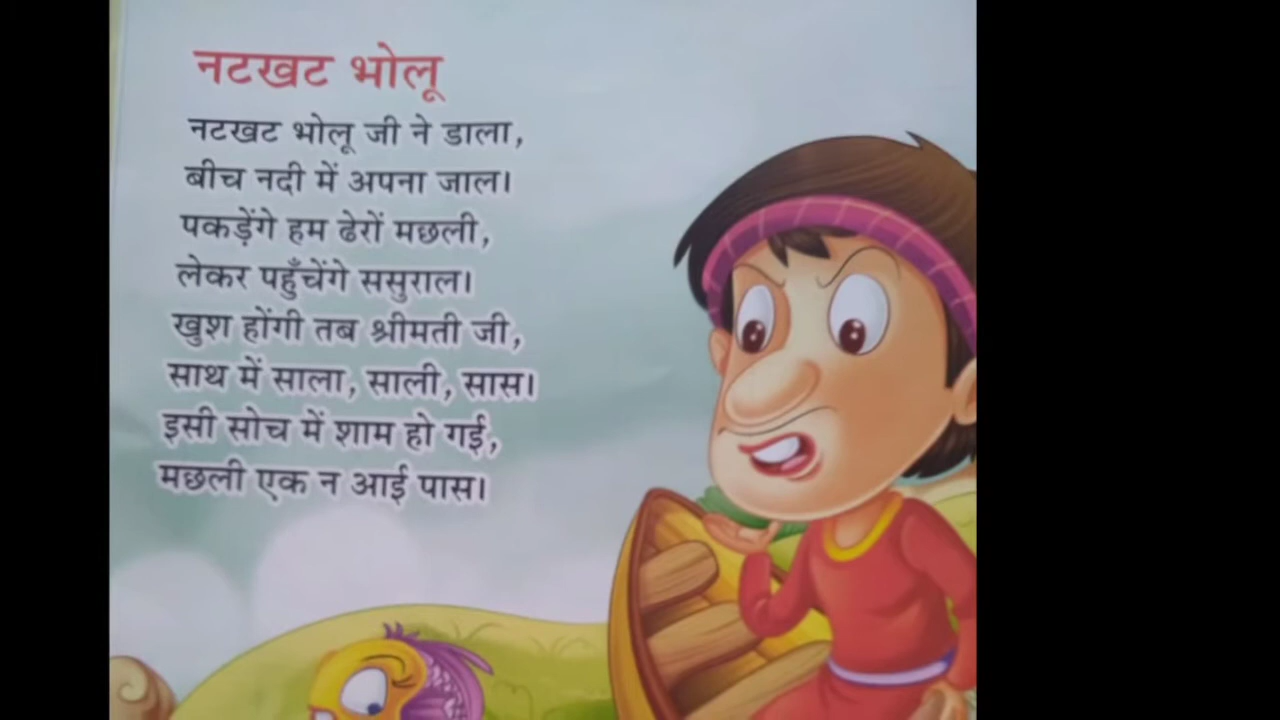 नटखट भोलू
नटखट भोलू जी ने डाला,
बीच नदी में अपना जाल।
पकड़ेंगे हम ढेरों मछली,
लेकर पहुँचेंगे ससुराल।
खुश होंगी तब श्रीमती जी,
साथ में साला, साली, सास।
इसी सोच में शाम हो गई,
मछली एक न आई पास।